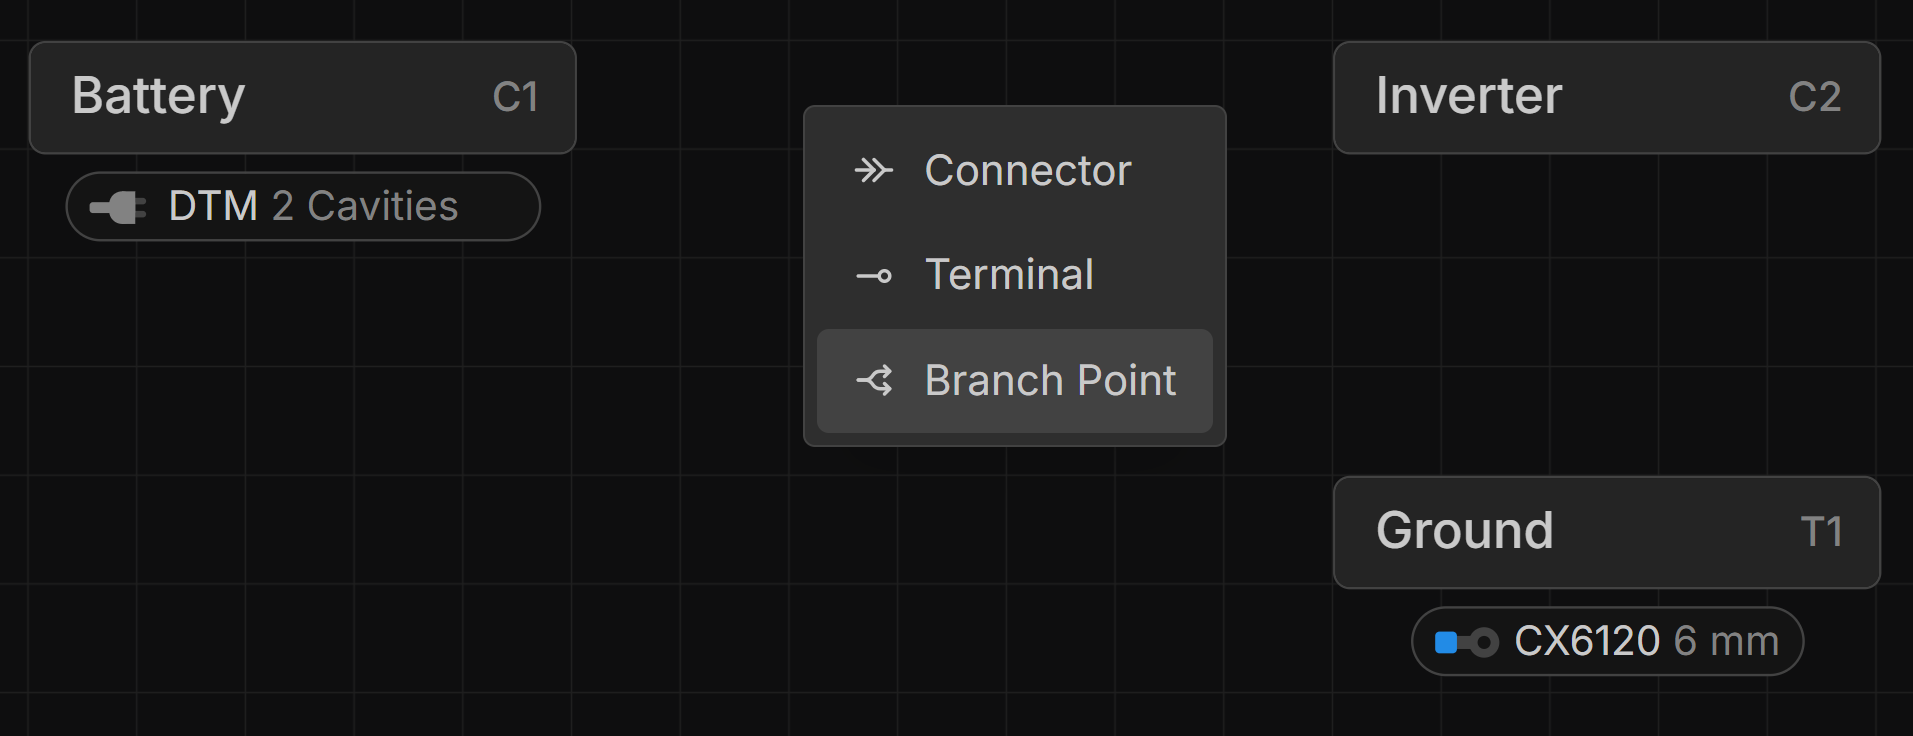 Battery C1
DTM 2 Cavities
Connector
Terminal
Branch Point
Inverter C2
Ground T1
CX6120 6 mm